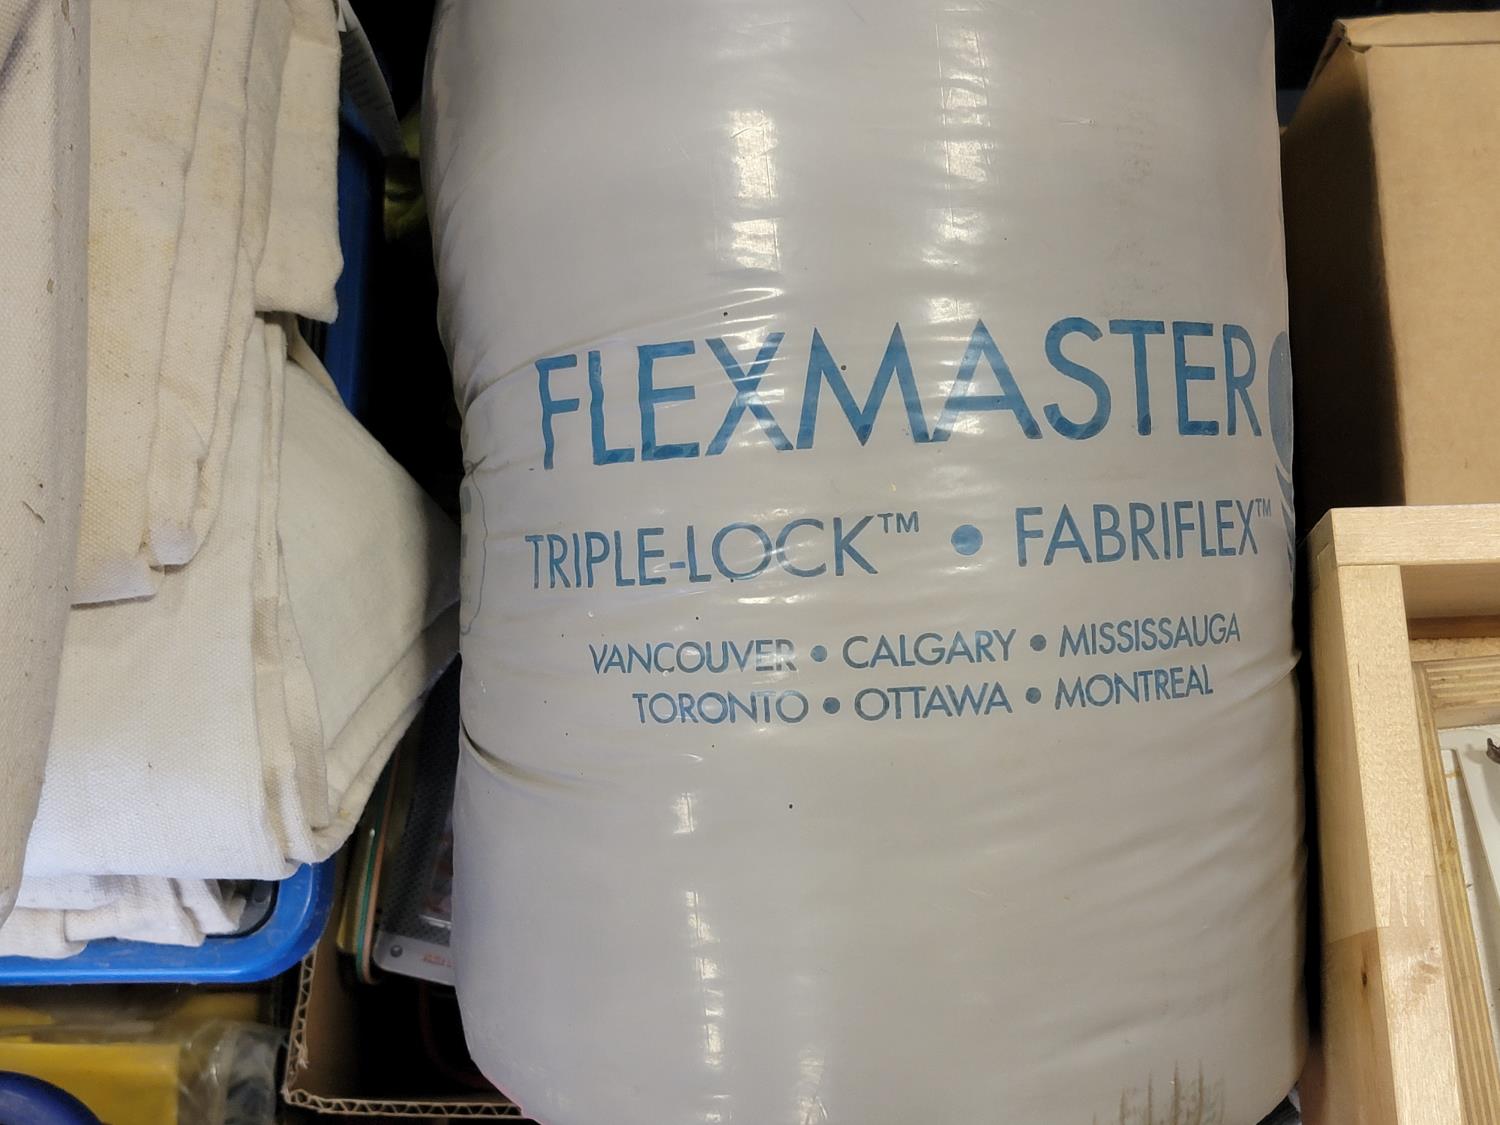 FLEXMASTER
TRIPLE-LOCK™ • FABRIFLEX™
VANCOUVER • CALGARY • MISSISSAUGA
TORONTO • OTTAWA • MONTREAL